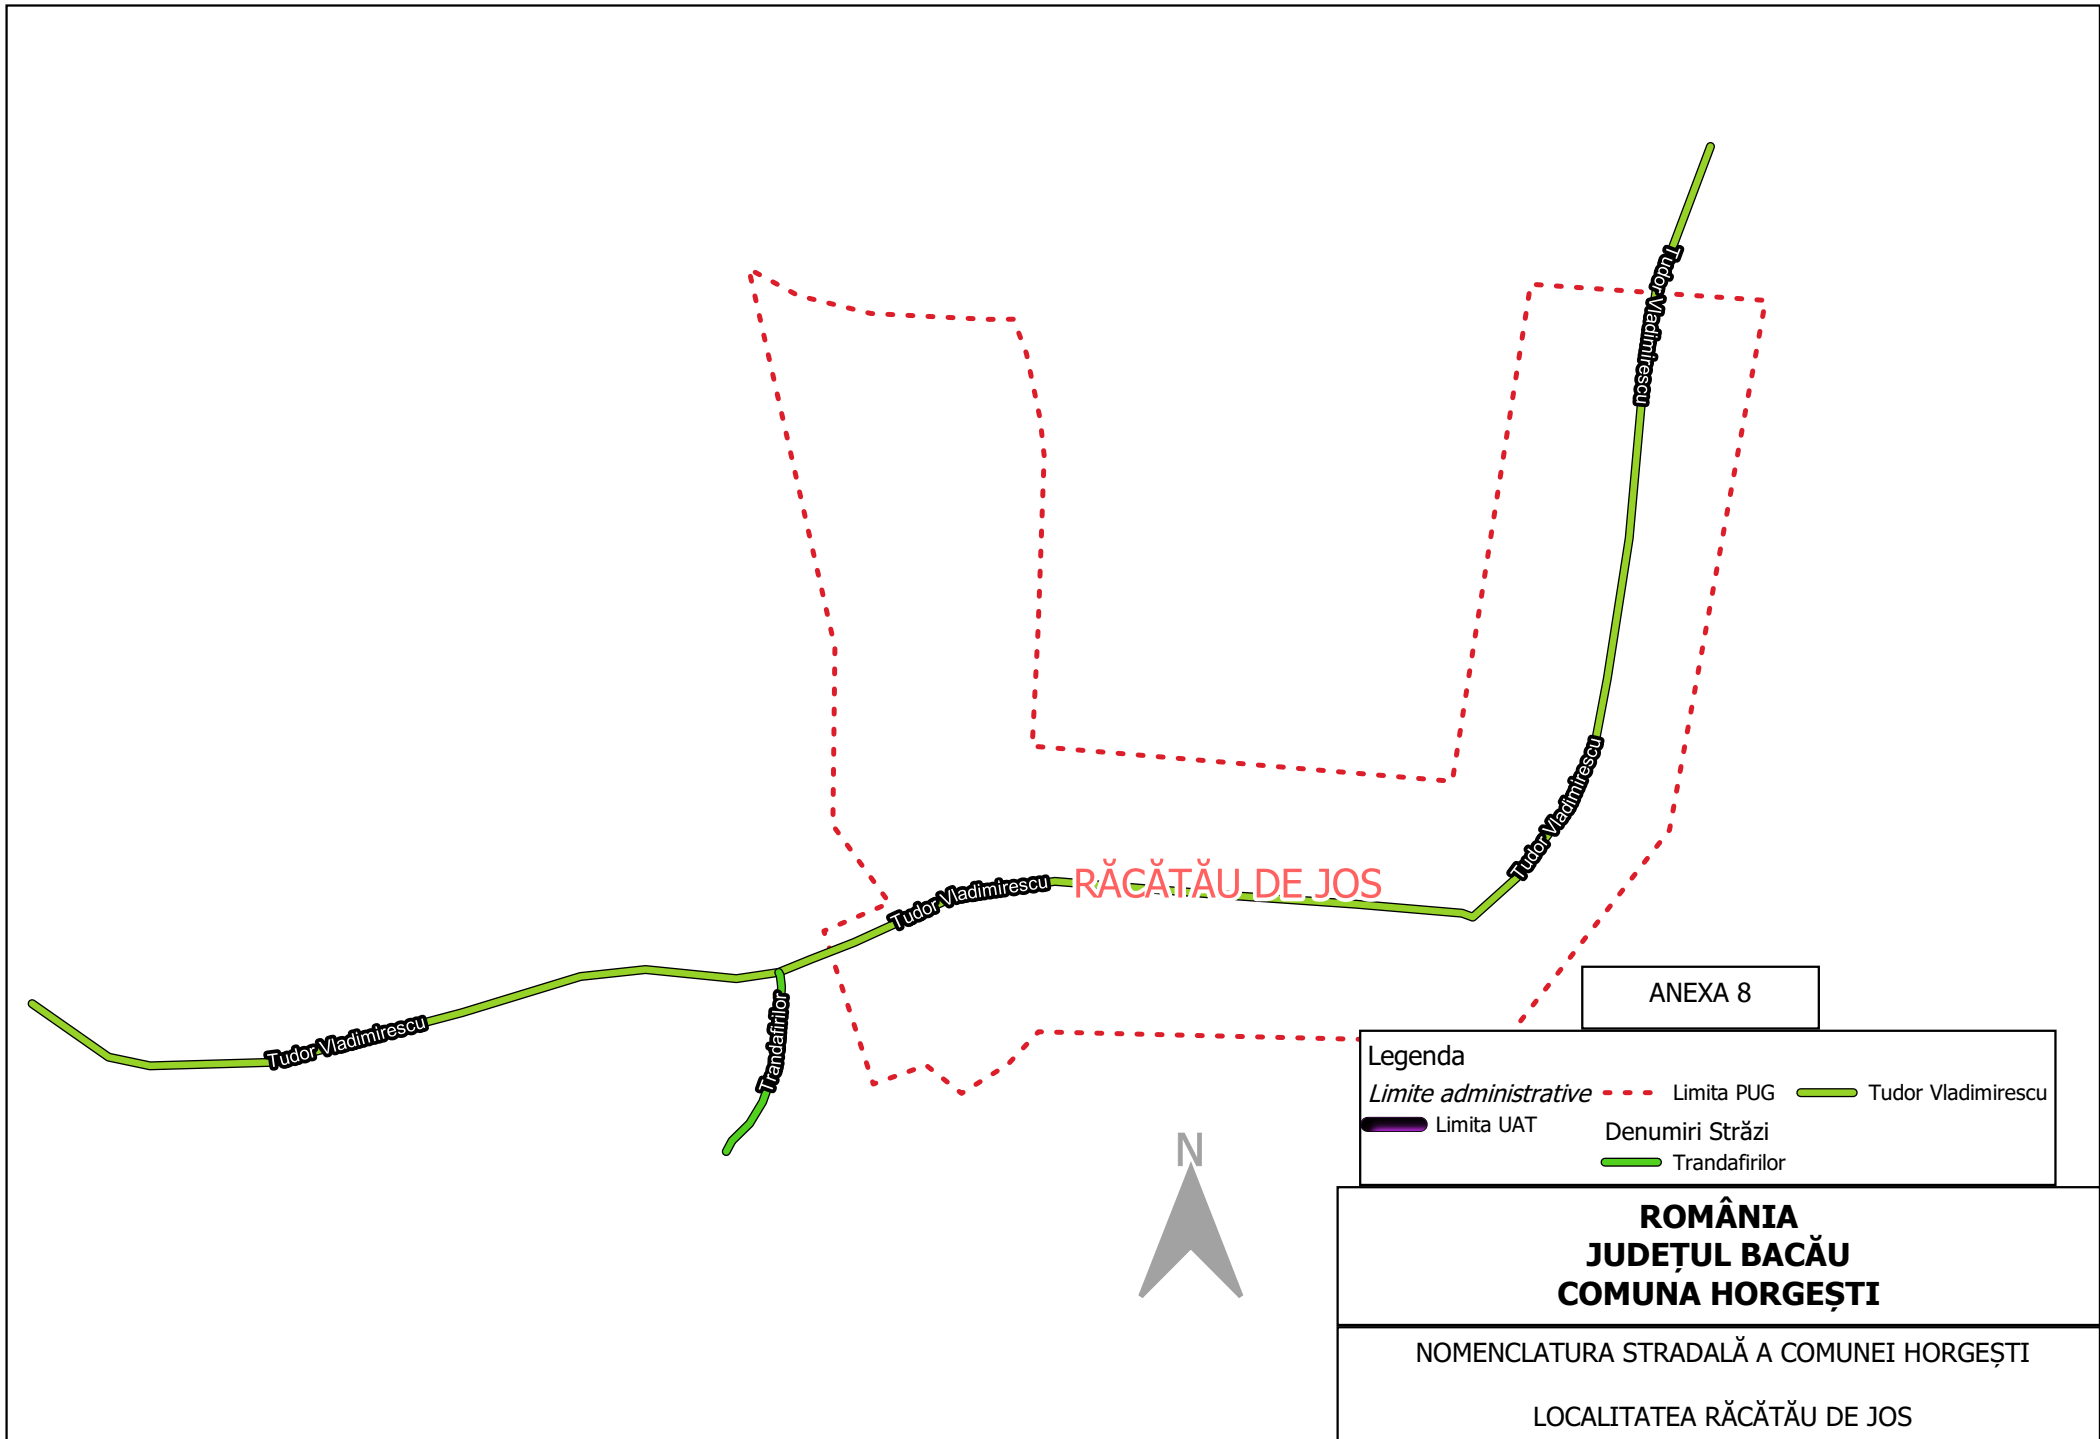 Tudor Vladimirescu
Tudor Vladimirescu
RĂCĂTĂU DE JOS
Tudor Vladimirescu
Tudor Vladimirescu
Trandafirilor
N
ANEXA 8
Legenda
Limite administrative
Limita UAT
Limita PUG
Denumiri Străzi
Trandafirilor
Tudor Vladimirescu
ROMÂNIA
JUDEȚUL BACĂU
COMUNA HORGEȘTI
NOMENCLATURA STRADALĂ A COMUNEI HORGEȘTI
LOCALITATEA RĂCĂTĂU DE JOS